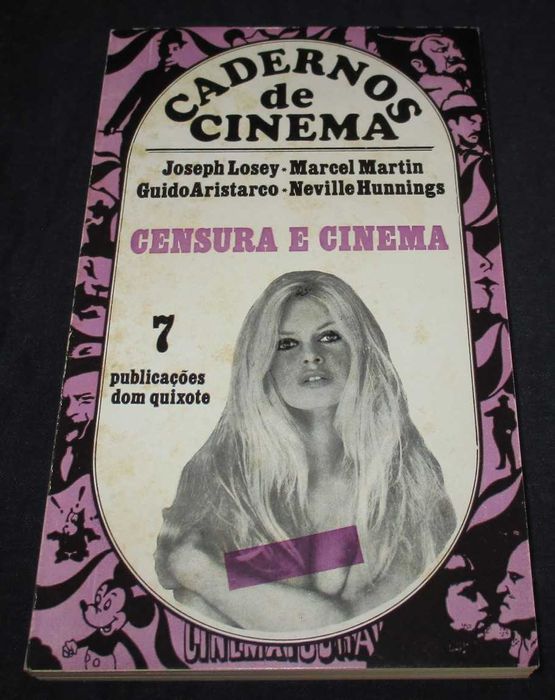 CADERNOS
de
CINEMA
Joseph Losey * Marcel Martin
Guido Aristarco * Neville Hunnings
CENSURA E CINEMA
7
publicações
dom quixote